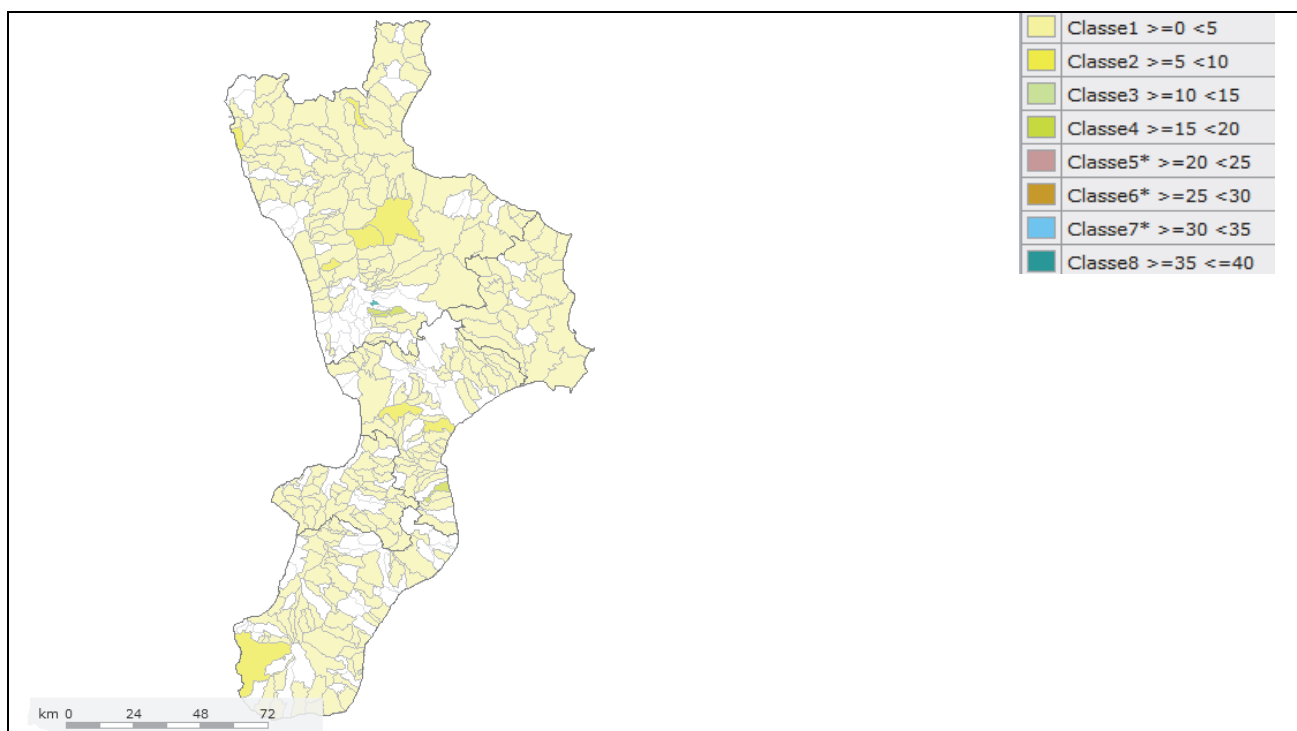 Classe1 >=0 <5
Classe2 >=5 <10
Classe3 >=10 <15
Classe4 >=15 <20
Classe5* >=20 <25
Classe6* >=25 <30
Classe7* >=30 <35
Classe8 >=35 <=40
km 0 24 48 72